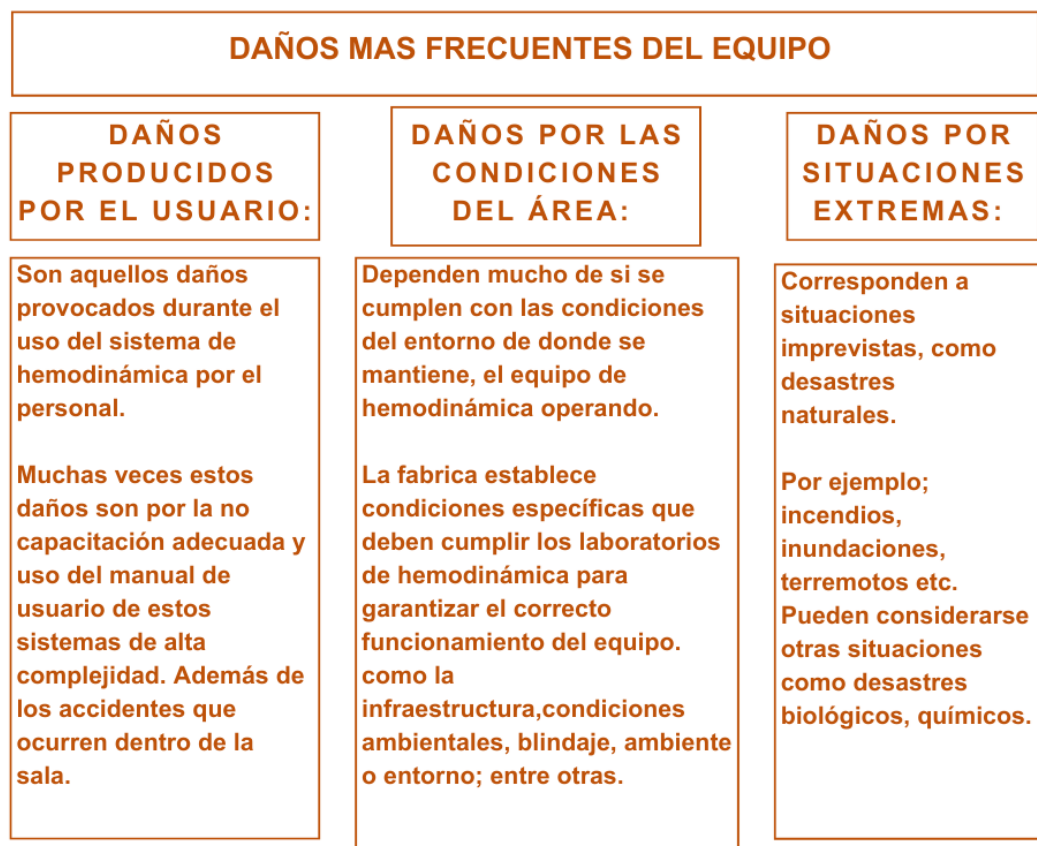 DAÑOS MAS FRECUENTES DEL EQUIPO
DAÑOS
PRODUCIDOS
POR EL USUARIO:
Son aquellos daños
provocados durante el
uso del sistema de
hemodinámica por el
personal.
Muchas veces estos
daños son por la no
capacitación adecuada y
uso del manual de
usuario de estos
sistemas de alta
complejidad. Además de
los accidentes que
ocurren dentro de la
sala.
DAÑOS POR LAS
CONDICIONES
DEL ÁREA:
Dependen mucho de si se
cumplen con las condiciones
del entorno de donde se
mantiene, el equipo de
hemodinámica operando.
La fabrica establece
condiciones específicas que
deben cumplir los laboratorios
de hemodinámica para
garantizar el correcto
funcionamiento del equipo.
como la
infraestructura,condiciones
ambientales, blindaje, ambiente
o entorno; entre otras.
DAÑOS POR
SITUACIONES
EXTREMAS:
Corresponden a
situaciones
imprevistas, como
desastres
naturales.
Por ejemplo;
incendios,
inundaciones,
terremotos etc.
Pueden considerarse
otras situaciones
como desastres
biológicos, químicos.